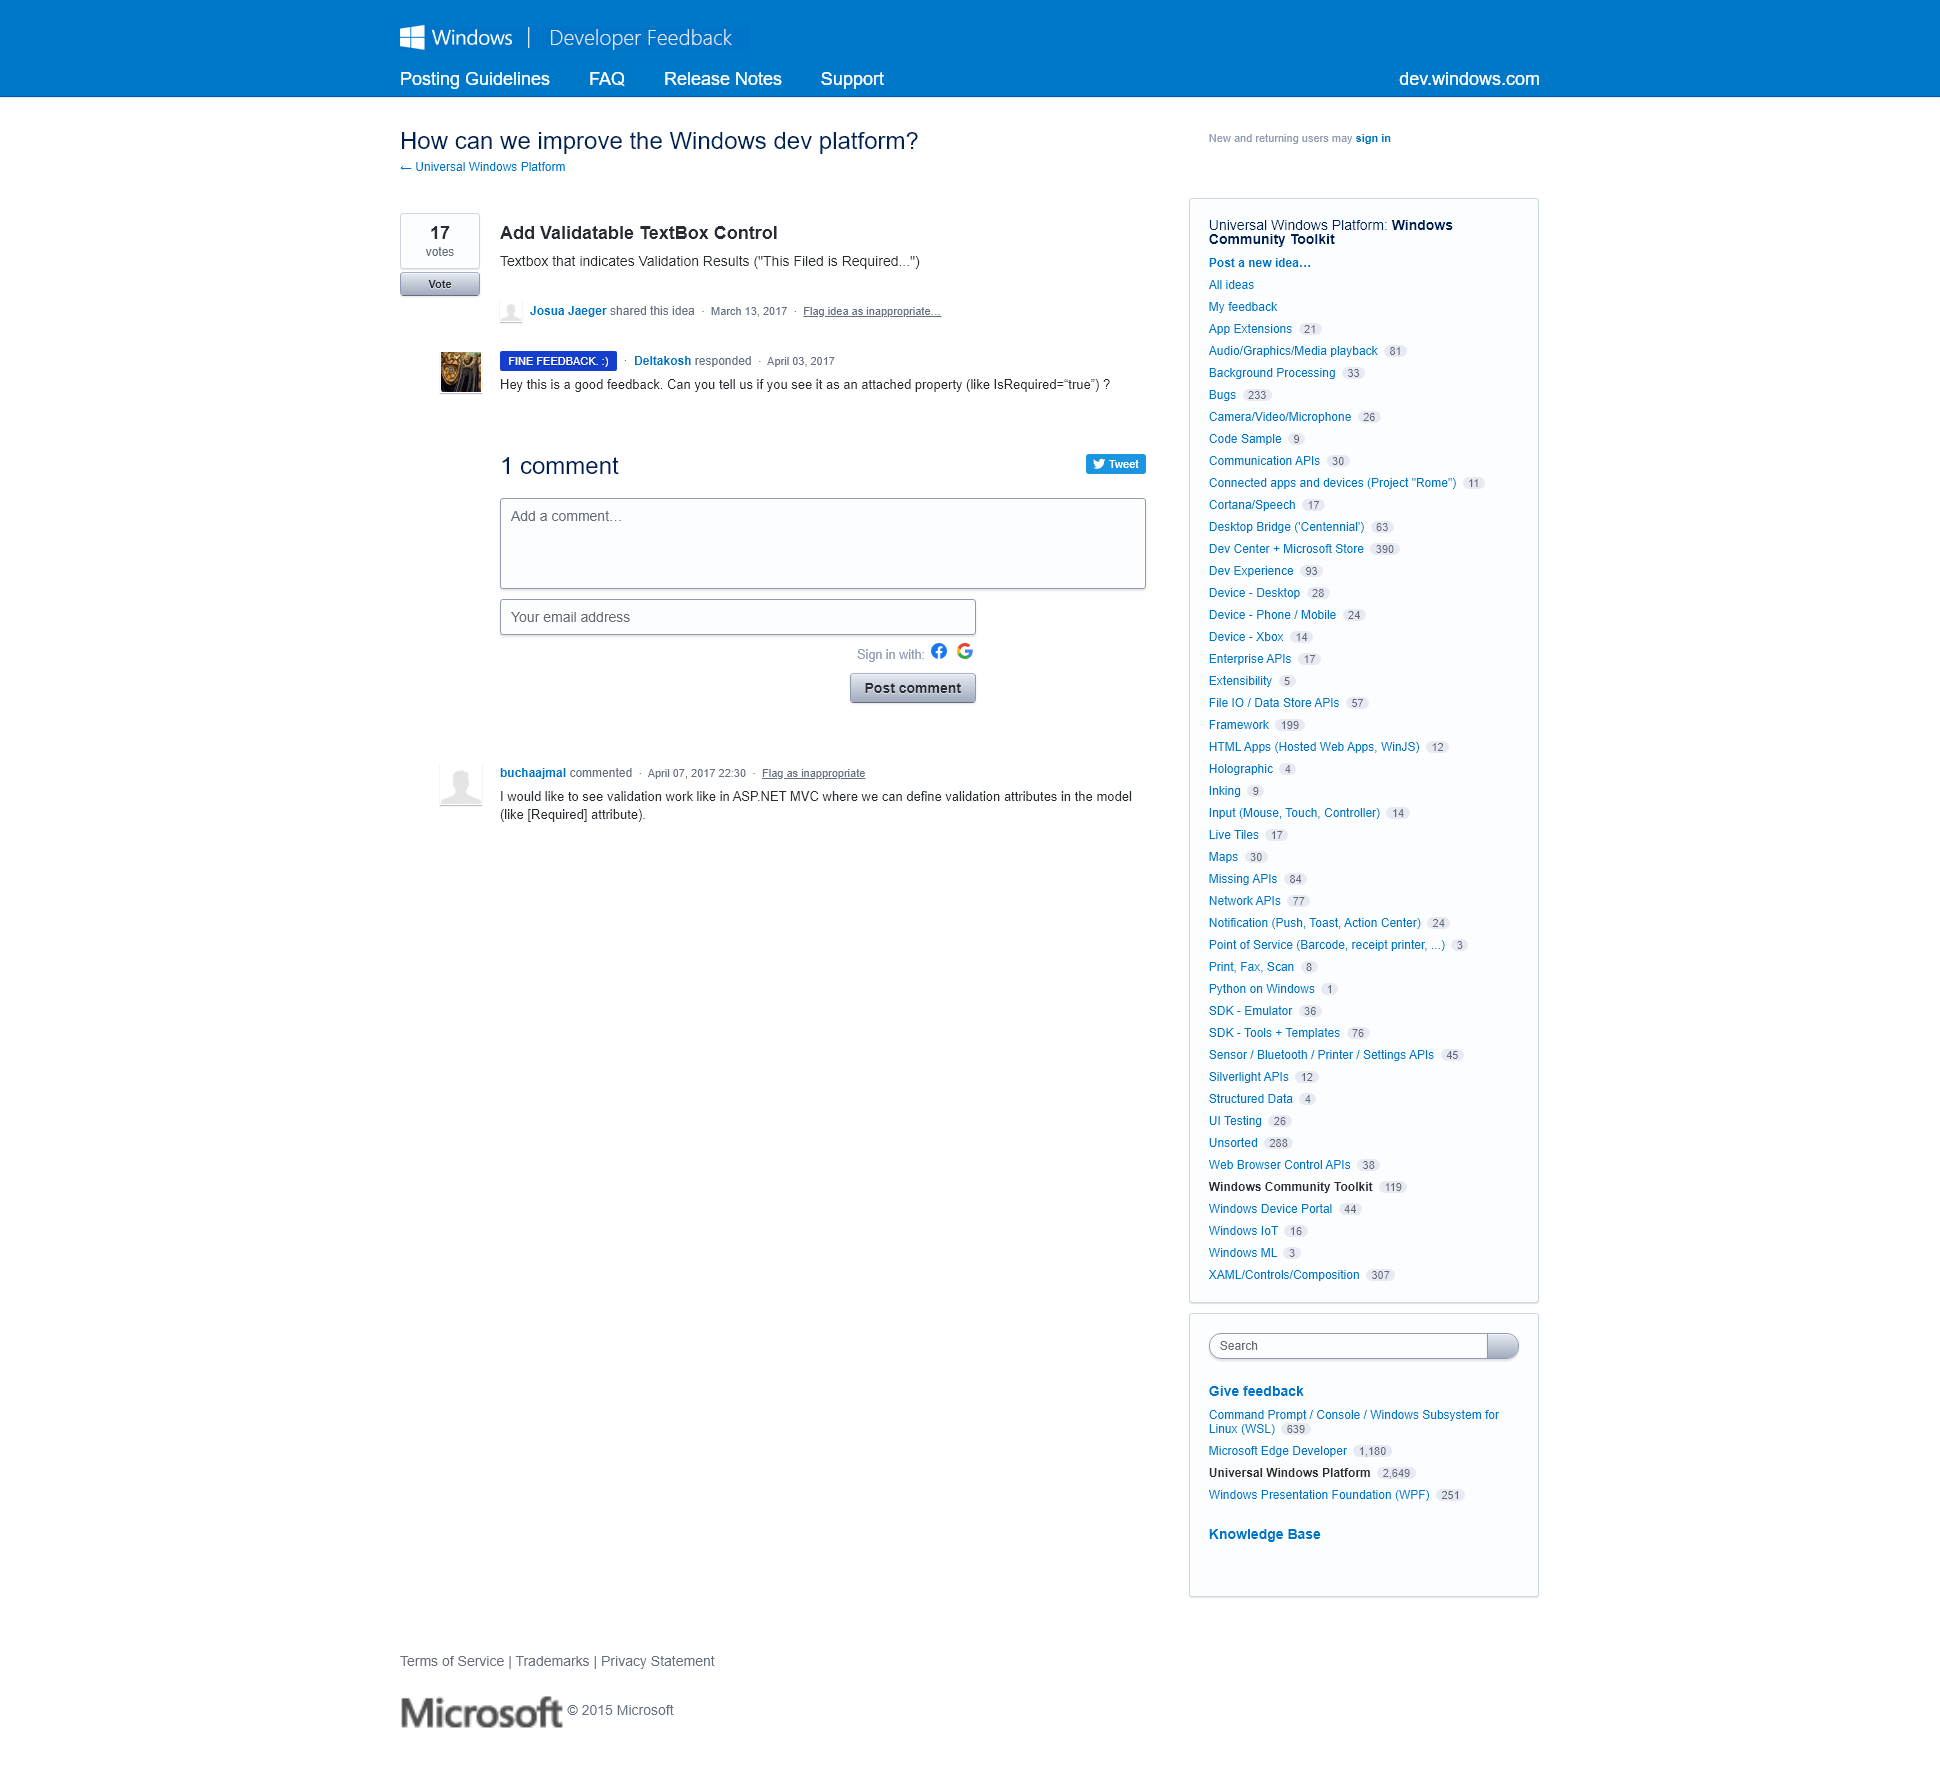 Windows | Developer Feedback
Posting Guidelines FAQ Release Notes Support dev.windows.com
How can we improve the Windows dev platform?
← Universal Windows Platform
New and returning users may sign in
17
votes
Vote
Add Validatable TextBox Control
Textbox that indicates Validation Results ("This Filed is Required...")
Josua Jaeger shared this idea · March 13, 2017 · Flag idea as inappropriate…
FINE FEEDBACK. :) · Deltakosh responded · April 03, 2017
Hey this is a good feedback. Can you tell us if you see it as an attached property (like IsRequired=“true”) ?
1 comment
Tweet
Add a comment…
Your email address
Sign in with:
Post comment
buchaajmal commented · April 07, 2017 22:30 · Flag as inappropriate
I would like to see validation work like in ASP.NET MVC where we can define validation attributes in the model
(like [Required] attribute).
Universal Windows Platform: Windows
Community Toolkit
Post a new idea…
All ideas
My feedback
App Extensions 21
Audio/Graphics/Media playback 81
Background Processing 33
Bugs 233
Camera/Video/Microphone 26
Code Sample 9
Communication APIs 30
Connected apps and devices (Project "Rome") 11
Cortana/Speech 17
Desktop Bridge ('Centennial') 63
Dev Center + Microsoft Store 390
Dev Experience 93
Device - Desktop 28
Device - Phone / Mobile 24
Device - Xbox 14
Enterprise APIs 17
Extensibility 5
File IO / Data Store APIs 57
Framework 199
HTML Apps (Hosted Web Apps, WinJS) 12
Holographic 4
Inking 9
Input (Mouse, Touch, Controller) 14
Live Tiles 17
Maps 30
Missing APIs 84
Network APIs 77
Notification (Push, Toast, Action Center) 24
Point of Service (Barcode, receipt printer, ...) 3
Print, Fax, Scan 8
Python on Windows 1
SDK - Emulator 36
SDK - Tools + Templates 76
Sensor / Bluetooth / Printer / Settings APIs 45
Silverlight APIs 12
Structured Data 4
UI Testing 26
Unsorted 288
Web Browser Control APIs 38
Windows Community Toolkit 119
Windows Device Portal 44
Windows IoT 16
Windows ML 3
XAML/Controls/Composition 307
Search
Give feedback
Command Prompt / Console / Windows Subsystem for
Linux (WSL) 639
Microsoft Edge Developer 1,180
Universal Windows Platform 2,649
Windows Presentation Foundation (WPF) 251
Knowledge Base
Terms of Service | Trademarks | Privacy Statement
Microsoft © 2015 Microsoft